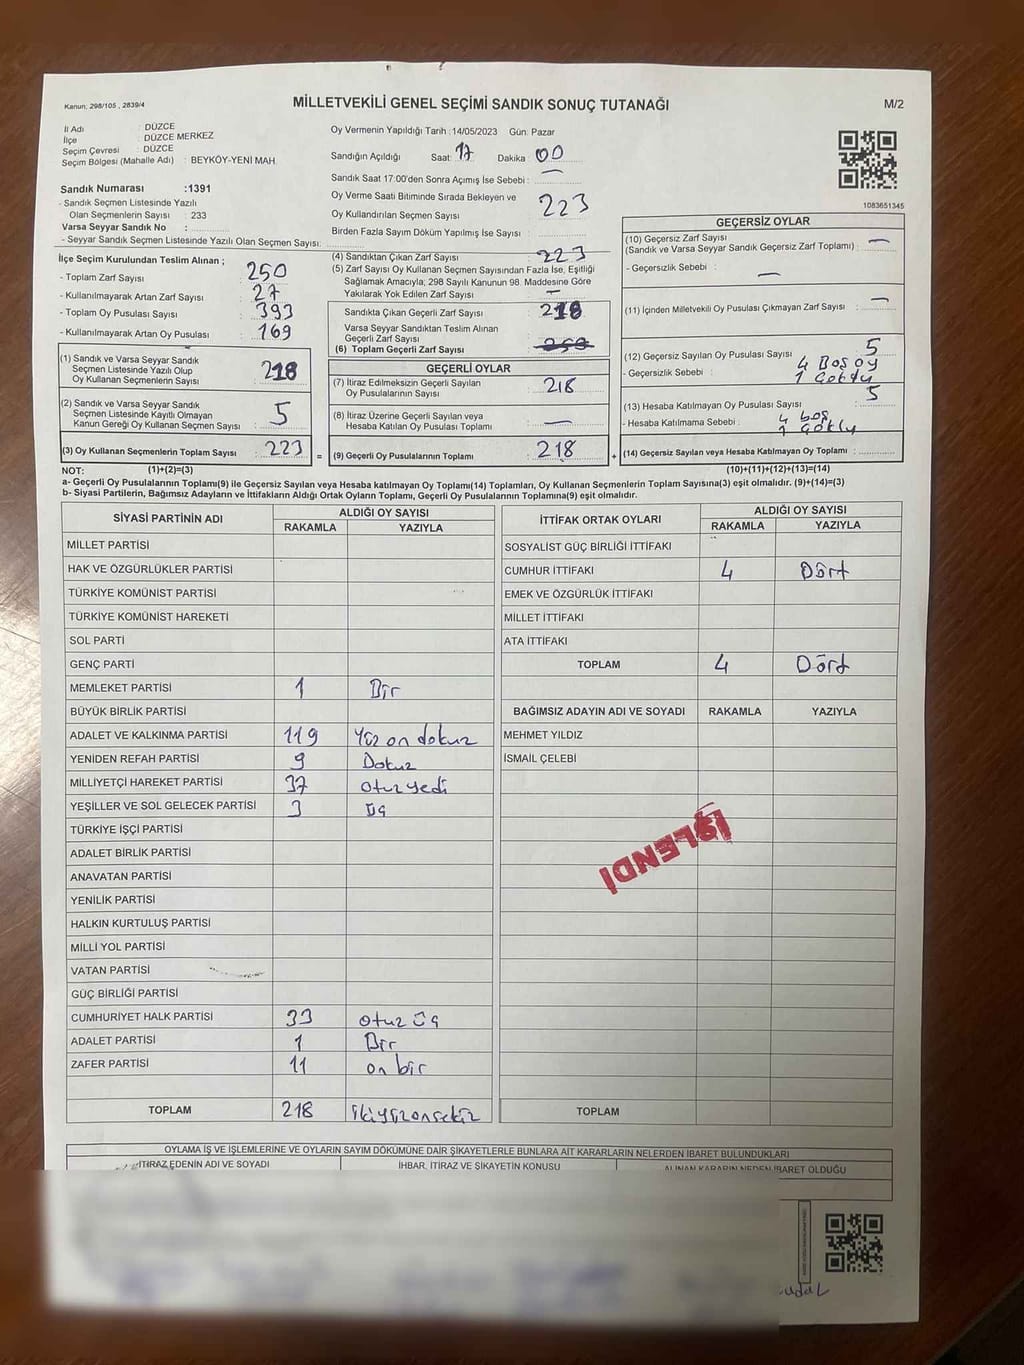 MİLLETVEKİLİ GENEL SEÇİMİ SANDIK SONUÇ TUTANAĞI
Kanun, 298/105 , 2839/4
M/2
İl Adı : DÜZCE
İlçe : DÜZCE MERKEZ
Seçim Çevresi : DÜZCE
Seçim Bölgesi (Mahalle Adı) : BEYKÖY-YENİ MAH.
Sandık Numarası :1391
- Sandık Seçmen Listesinde Yazılı
Olan Seçmenlerin Sayısı : 233
Varsa Seyyar Sandık No :
- Seyyar Sandık Seçmen Listesinde Yazılı Olan Seçmen Sayısı:
Oy Vermenin Yapıldığı Tarih :14/05/2023 Gün: Pazar
Sandığın Açıldığı Saat: 17 Dakika : 00
Sandık Saat 17:00'den Sonra Açımış İse Sebebi : —
Oy Verme Saati Bitiminde Sırada Bekleyen ve
Oy Kullandırılan Seçmen Sayısı : 223
Birden Fazla Sayım Döküm Yapılmış İse Sayısı :
1083651345
İlçe Seçim Kurulundan Teslim Alınan ;
- Toplam Zarf Sayısı : 250
- Kullanılmayarak Artan Zarf Sayısı : 27
- Toplam Oy Pusulası Sayısı : 393
- Kullanılmayarak Artan Oy Pusulası : 169
(1) Sandık ve Varsa Seyyar Sandık
Seçmen Listesinde Yazılı Olup
Oy Kullanan Seçmenlerin Sayısı : 218
(2) Sandık ve Varsa Seyyar Sandık
Seçmen Listesinde Kayıtlı Olmayan
Kanun Gereği Oy Kullanan Seçmen Sayısı : 5
(3) Oy Kullanan Seçmenlerin Toplam Sayısı : 223 =
(4) Sandıktan Çıkan Zarf Sayısı : 223
(5) Zarf Sayısı Oy Kullanan Seçmen Sayısından Fazla İse, Eşitliği
Sağlamak Amacıyla, 298 Sayılı Kanunun 98. Maddesine Göre
Yakılarak Yok Edilen Zarf Sayısı : —
Sandıkta Çıkan Geçerli Zarf Sayısı : 218
Varsa Seyyar Sandıktan Teslim Alınan
Geçerli Zarf Sayısı :
(6) Toplam Geçerli Zarf Sayısı :
GEÇERLİ OYLAR
(7) İtiraz Edilmeksizin Geçerli Sayılan
Oy Pusulalarının Sayısı : 218
(8) İtiraz Üzerine Geçerli Sayılan veya
Hesaba Katılan Oy Pusulası Toplamı : —
(9) Geçerli Oy Pusulalarının Toplamı : 218 +
GEÇERSİZ OYLAR
(10) Geçersiz Zarf Sayısı
(Sandık ve Varsa Seyyar Sandık Geçersiz Zarf Toplamı) : —
- Geçersizlik Sebebi : —
(11) İçinden Milletvekili Oy Pusulası Çıkmayan Zarf Sayısı : —
(12) Geçersiz Sayılan Oy Pusulası Sayısı : 5
- Geçersizlik Sebebi : 4 Boş oy
1 Çoklu
(13) Hesaba Katılmayan Oy Pusulası Sayısı : 5
- Hesaba Katılmama Sebebi : 4 boş
1 Çoklu
(14) Geçersiz Sayılan veya Hesaba Katılmayan Oy Toplamı :
NOT: (1)+(2)=(3) (10)+(11)+(12)+(13)=(14)
a- Geçerli Oy Pusulalarının Toplamı(9) ile Geçersiz Sayılan veya Hesaba katılmayan Oy Toplamı(14) Toplamları, Oy Kullanan Seçmenlerin Toplam Sayısına(3) eşit olmalıdır. (9)+(14)=(3)
b- Siyasi Partilerin, Bağımsız Adayların ve İttifakların Aldığı Ortak Oyların Toplamı, Geçerli Oy Pusulalarının Toplamına(9) eşit olmalıdır.
SİYASİ PARTİNİN ADI ALDIĞI OY SAYISI
RAKAMLA YAZIYLA
MİLLET PARTİSİ
HAK VE ÖZGÜRLÜKLER PARTİSİ
TÜRKİYE KOMÜNİST PARTİSİ
TÜRKİYE KOMÜNİST HAREKETİ
SOL PARTİ
GENÇ PARTİ
MEMLEKET PARTİSİ 1 Bir
BÜYÜK BİRLİK PARTİSİ
ADALET VE KALKINMA PARTİSİ 119 Yüz on dokuz
YENİDEN REFAH PARTİSİ 9 Dokuz
MİLLİYETÇİ HAREKET PARTİSİ 37 otuz yedi
YEŞİLLER VE SOL GELECEK PARTİSİ 3 üç
TÜRKİYE İŞÇİ PARTİSİ
ADALET BİRLİK PARTİSİ
ANAVATAN PARTİSİ
YENİLİK PARTİSİ
HALKIN KURTULUŞ PARTİSİ
MİLLİ YOL PARTİSİ
VATAN PARTİSİ
GÜÇ BİRLİĞİ PARTİSİ
CUMHURİYET HALK PARTİSİ 33 otuz üç
ADALET PARTİSİ 1 Bir
ZAFER PARTİSİ 11 on bir
TOPLAM 218 ikiyüzonsekiz
İTTİFAK ORTAK OYLARI ALDIĞI OY SAYISI
RAKAMLA YAZIYLA
SOSYALİST GÜÇ BİRLİĞİ İTTİFAKI
CUMHUR İTTİFAKI 4 Dört
EMEK VE ÖZGÜRLÜK İTTİFAKI
MİLLET İTTİFAKI
ATA İTTİFAKI
TOPLAM 4 Dört
BAĞIMSIZ ADAYIN ADI VE SOYADI RAKAMLA YAZIYLA
MEHMET YILDIZ
İSMAİL ÇELEBİ
İŞLENDİ
TOPLAM
OYLAMA İŞ VE İŞLEMLERİNE VE OYLARIN SAYIM DÖKÜMÜNE DAİR ŞİKAYETLERLE BUNLARA AİT KARARLARIN NELERDEN İBARET BULUNDUKLARI
İTİRAZ EDENİN ADI VE SOYADI İHBAR, İTİRAZ VE ŞİKAYETİN KONUSU ALINAN KARARIN NEDEN İBARET OLDUĞU